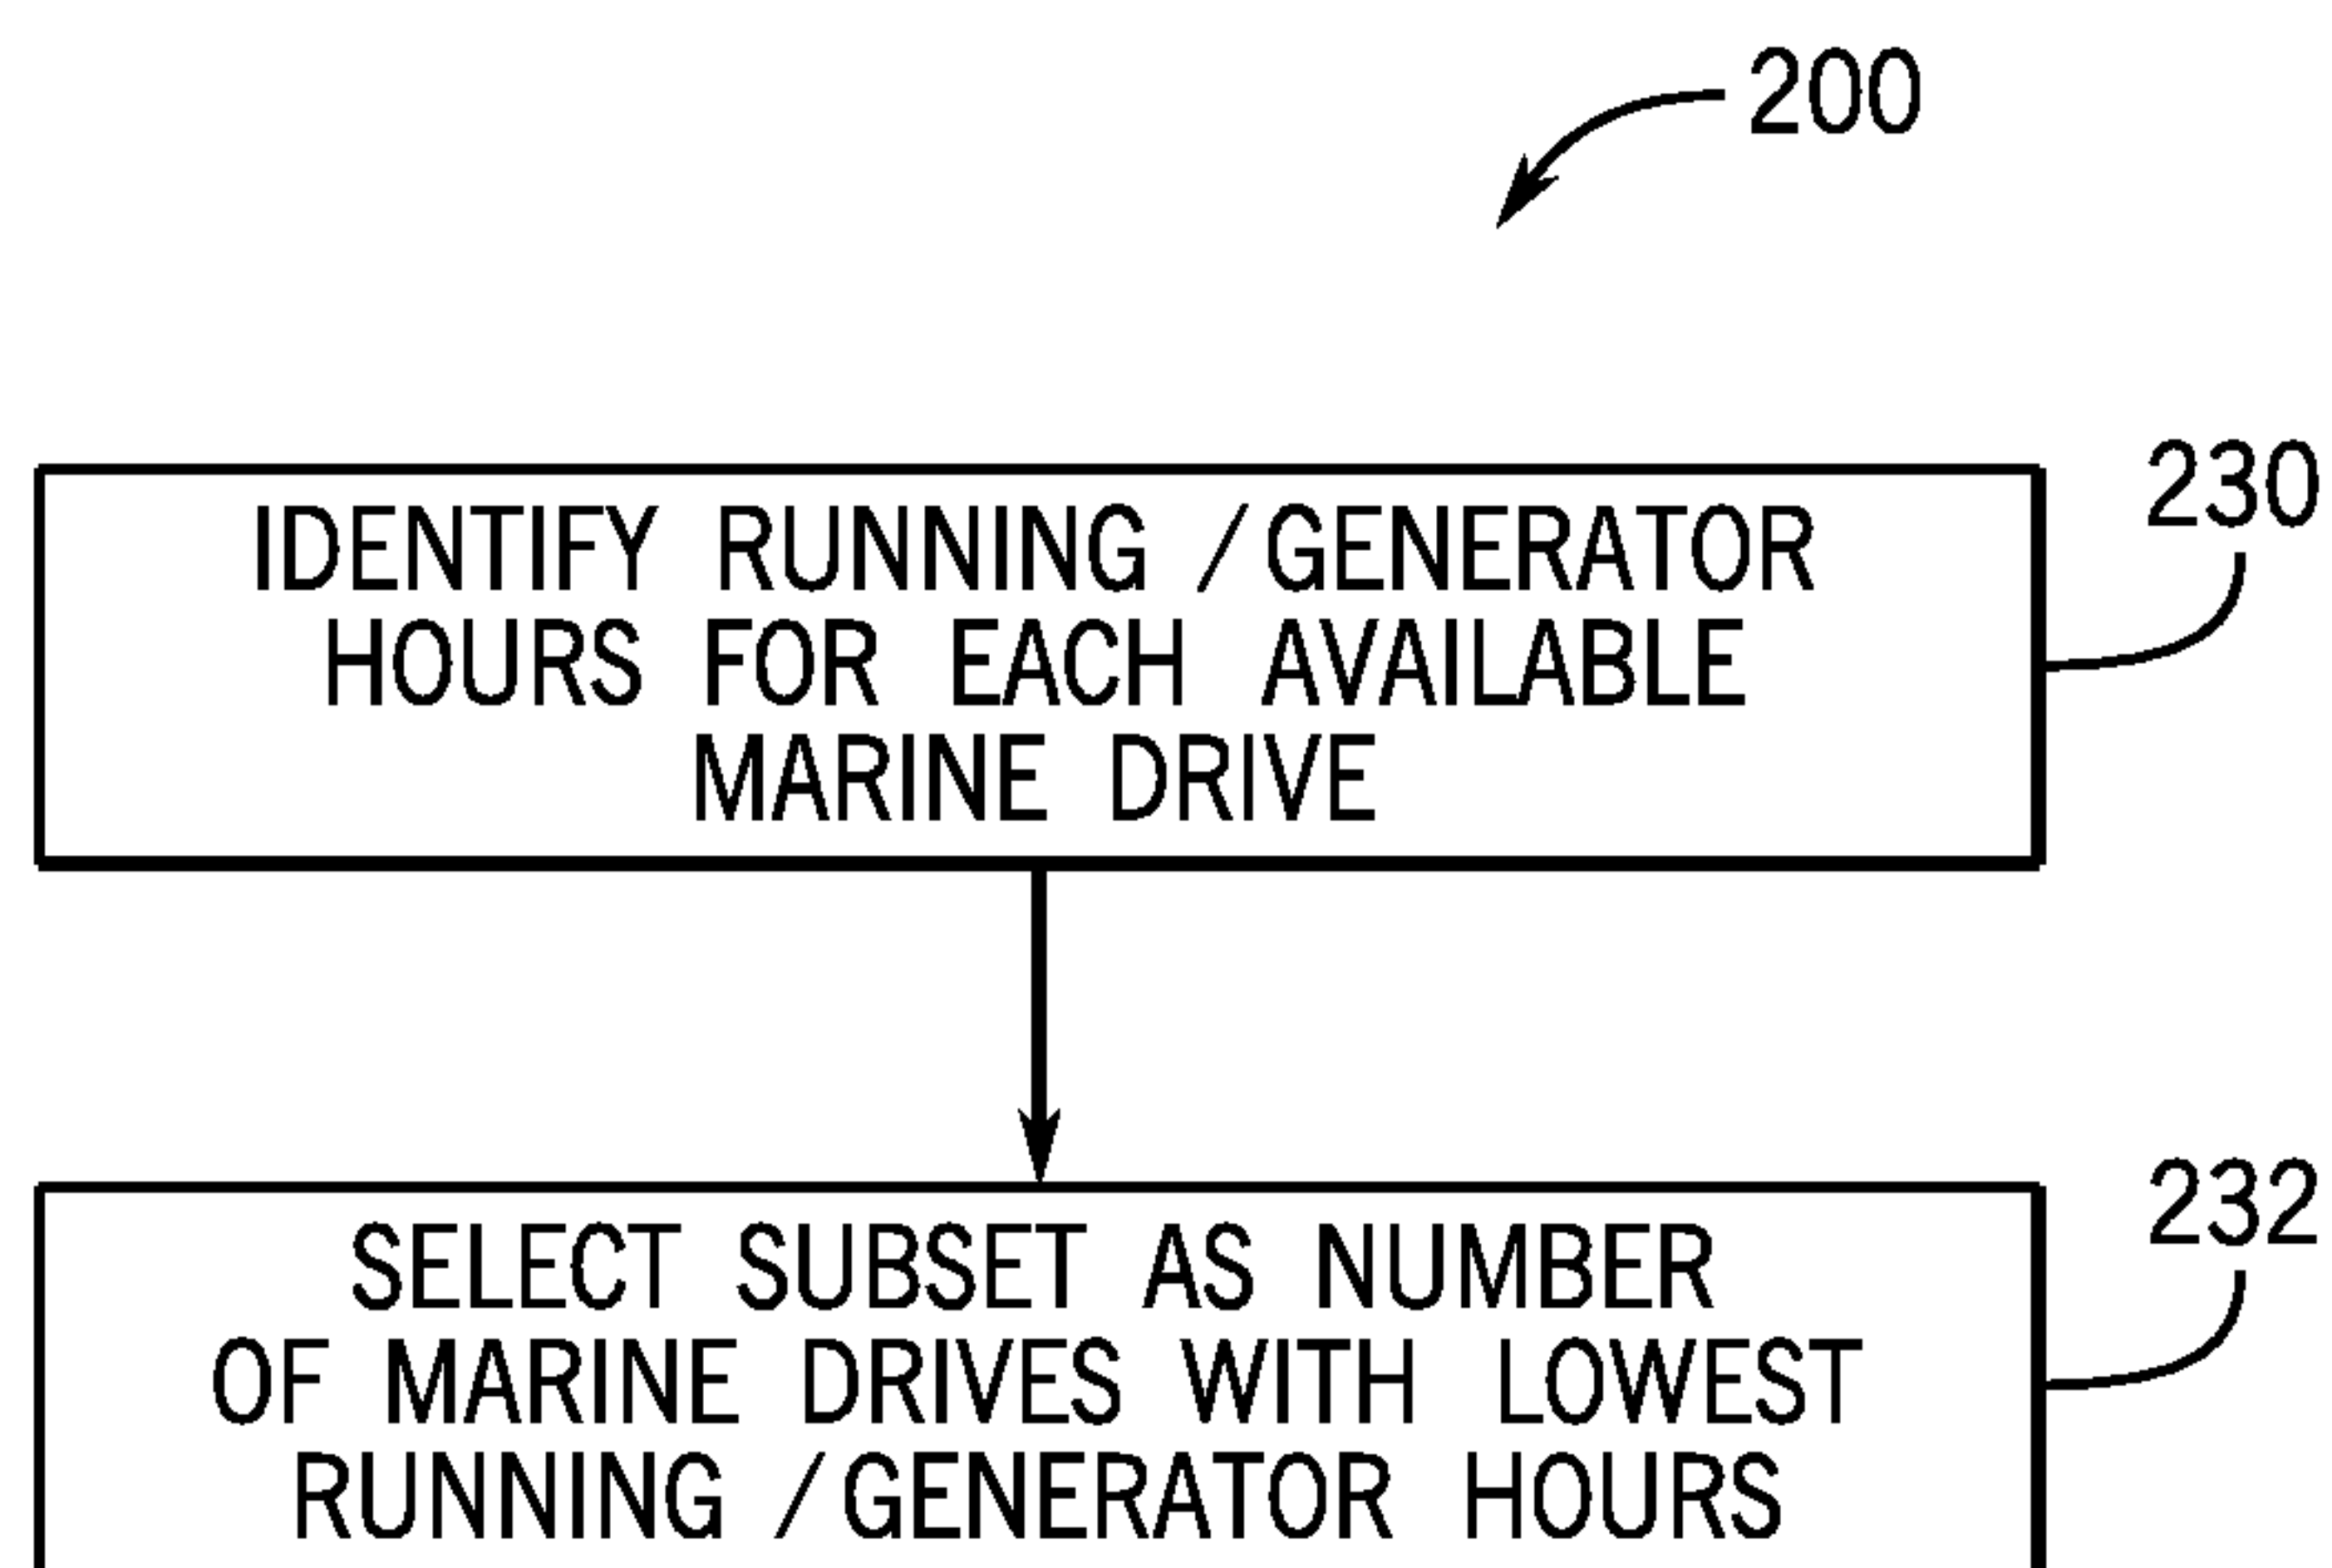 200
230
IDENTIFY RUNNING /GENERATOR
HOURS FOR EACH AVAILABLE
MARINE DRIVE
232
SELECT SUBSET AS NUMBER
OF MARINE DRIVES WITH LOWEST
RUNNING /GENERATOR HOURS